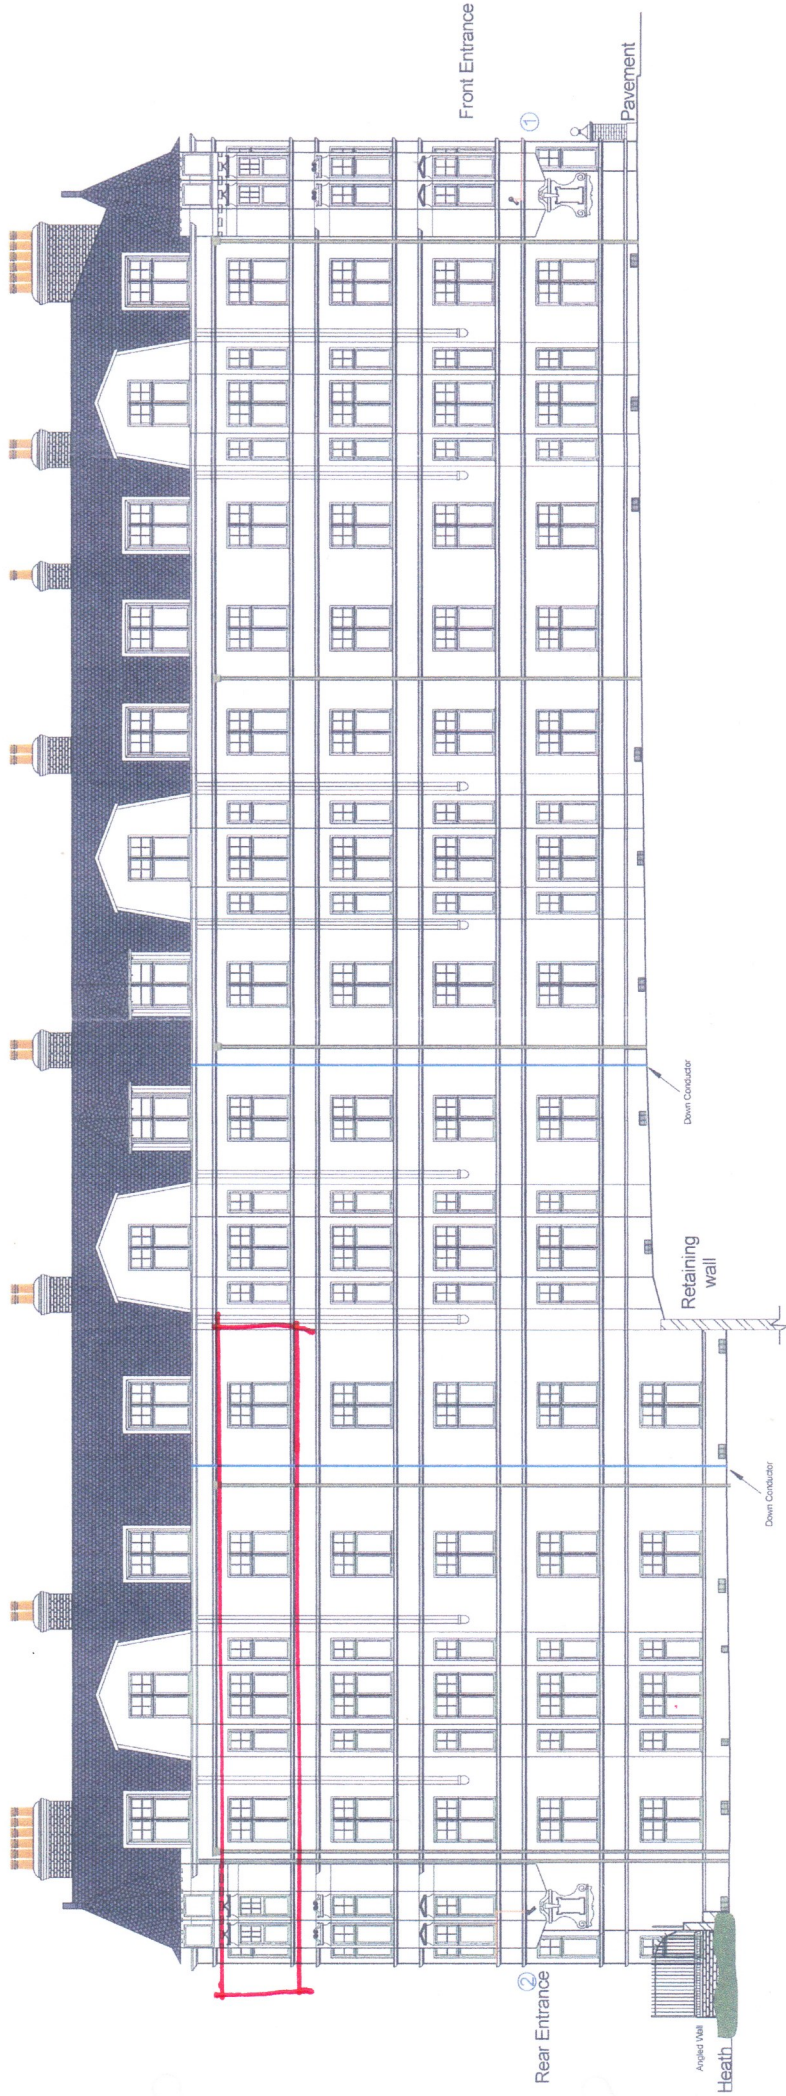 Front Entrance
①
Pavement
Down Conductor
Retaining
wall
Down Conductor
Rear Entrance
②
Angled Wall
Heath